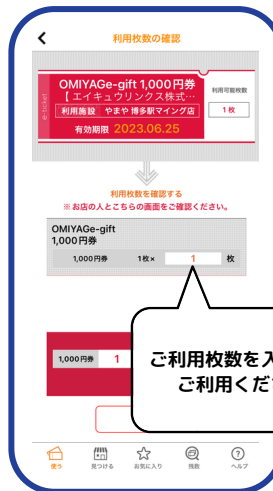 利用枚数の確認
e-ticket
OMIYAGe-gift 1,000円券
【 エイキュウリンクス株式…
利用施設 やまや 博多駅マイング店
有効期限 2023.06.25
利用可能枚数
1 枚
利用枚数を確認する
※ お店の人とこちらの画面をご確認ください。
OMIYAGe-gift
1,000円券
1,000円券 1枚× 1 枚
1,000円券 1
ご利用枚数を入
ご利用くだ
使う 見つける お気に入り 残数 ヘルプ